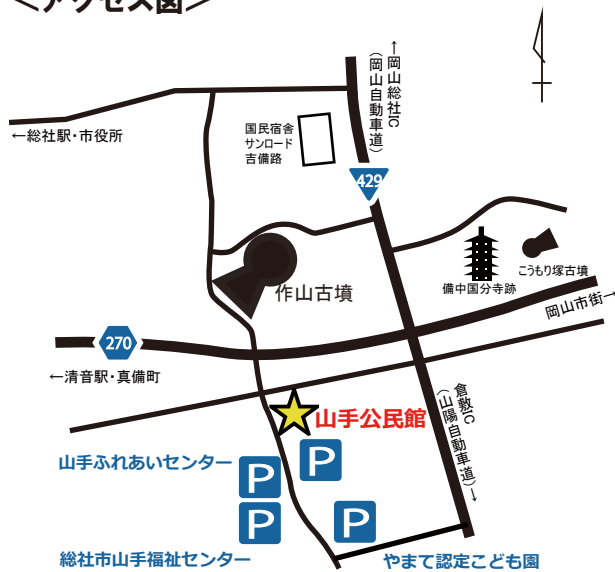 ＜アクセス図＞
←岡山総社IC
（岡山自動車道）
←総社駅・市役所
国民宿舎
サンロード
吉備路
429
こうもり塚古墳
備中国分寺跡
作山古墳
岡山市街→
270
←清音駅・真備町
倉敷IC
（山陽自動車道）→
山手公民館
山手ふれあいセンター
P
P
P
P
総社市山手福祉センター
やまて認定こども園